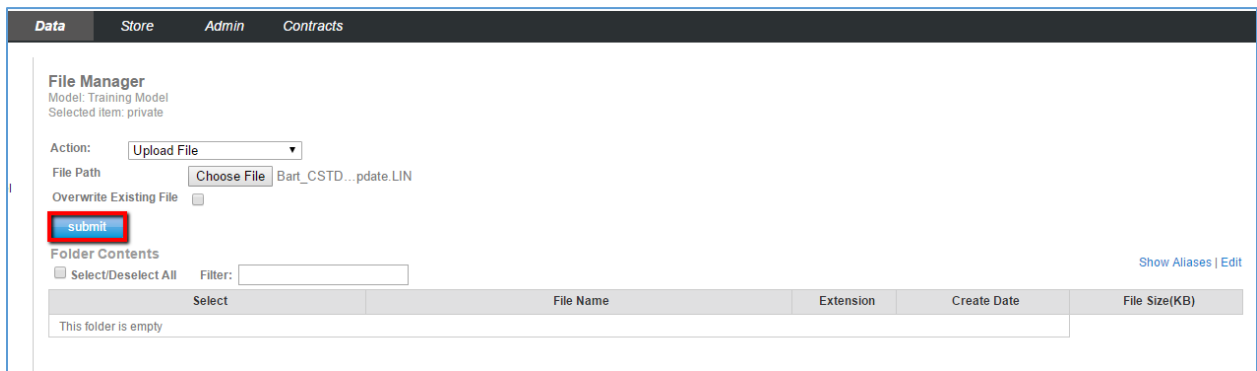 Data Store Admin Contracts
File Manager
Model: Training Model
Selected item: private
Action: Upload File
File Path Choose File Bart_CSTD...pdate.LIN
Overwrite Existing File
submit
Folder Contents
Show Aliases | Edit
Select/Deselect All Filter:
Select File Name Extension Create Date File Size(KB)
This folder is empty